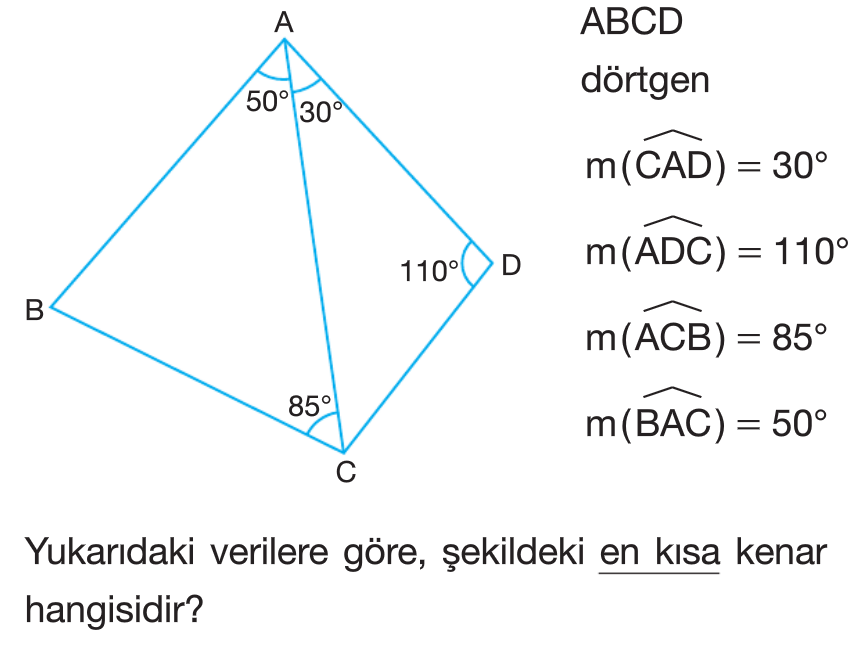 A
50°
30°
110°
D
B
85°
C
ABCD
dörtgen
m(CAD) = 30°
m(ADC) = 110°
m(ACB) = 85°
m(BAC) = 50°
Yukarıdaki verilere göre, şekildeki en kısa kenar
hangisidir?